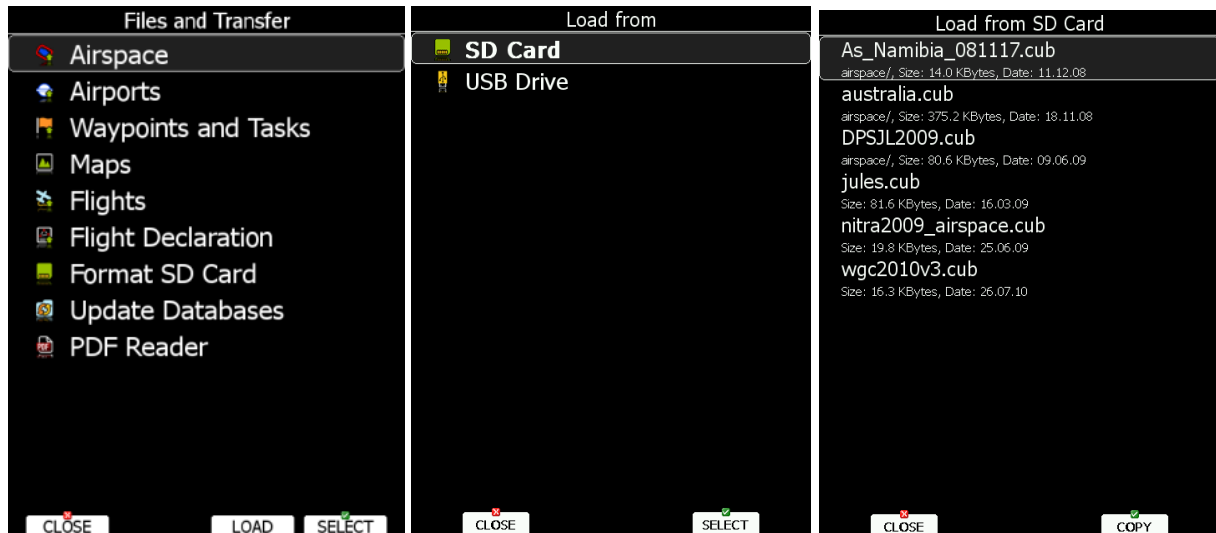 Files and Transfer
Airspace
Airports
Waypoints and Tasks
Maps
Flights
Flight Declaration
Format SD Card
Update Databases
PDF Reader
CLOSE
LOAD
SELECT
Load from
SD Card
USB Drive
CLOSE
SELECT
Load from SD Card
As_Namibia_081117.cub
airspace/, Size: 14.0 KBytes, Date: 11.12.08
australia.cub
airspace/, Size: 375.2 KBytes, Date: 18.11.08
DPSJL2009.cub
airspace/, Size: 80.6 KBytes, Date: 09.06.09
jules.cub
Size: 81.6 KBytes, Date: 16.03.09
nitra2009_airspace.cub
Size: 19.8 KBytes, Date: 25.06.09
wgc2010v3.cub
Size: 16.3 KBytes, Date: 26.07.10
CLOSE
COPY